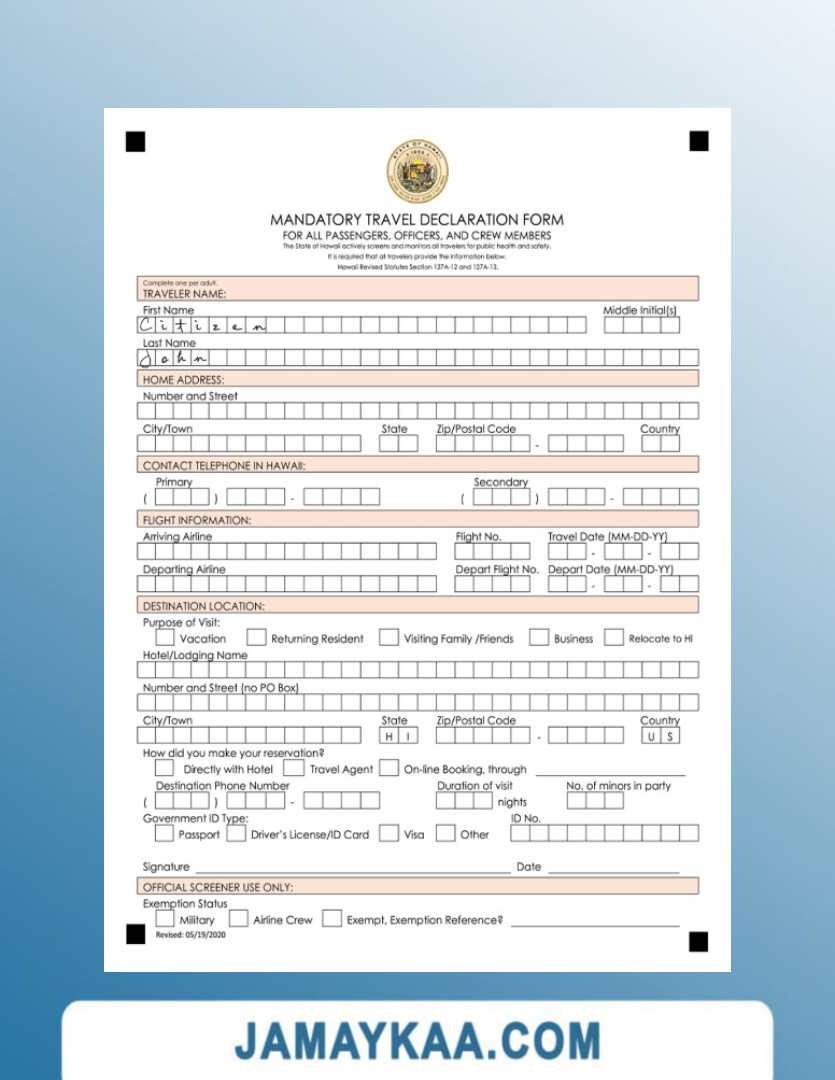 STATE OF HAWAII
1959
MANDATORY TRAVEL DECLARATION FORM
FOR ALL PASSENGERS, OFFICERS, AND CREW MEMBERS
The State of Hawaii actively screens and monitors all travelers for public health and safety.
It is required that all travelers provide the information below.
Hawaii Revised Statutes Section 127A-12 and 127A-13.
Complete one per adult.
TRAVELER NAME:
First Name Middle Initial(s)
Citizen
Last Name
John
HOME ADDRESS:
Number and Street
City/Town State Zip/Postal Code Country
-
CONTACT TELEPHONE IN HAWAII:
Primary Secondary
( ) - ( ) -
FLIGHT INFORMATION:
Arriving Airline Flight No. Travel Date (MM-DD-YY)
- -
Departing Airline Depart Flight No. Depart Date (MM-DD-YY)
- -
DESTINATION LOCATION:
Purpose of Visit:
Vacation Returning Resident Visiting Family /Friends Business Relocate to HI
Hotel/Lodging Name
Number and Street (no PO Box)
City/Town State Zip/Postal Code Country
H I - U S
How did you make your reservation?
Directly with Hotel Travel Agent On-line Booking, through
Destination Phone Number Duration of visit No. of minors in party
( ) - nights
Government ID Type: ID No.
Passport Driver's License/ID Card Visa Other
Signature Date
OFFICIAL SCREENER USE ONLY:
Exemption Status
Military Airline Crew Exempt, Exemption Reference?
Revised: 05/19/2020
JAMAYKAA.COM